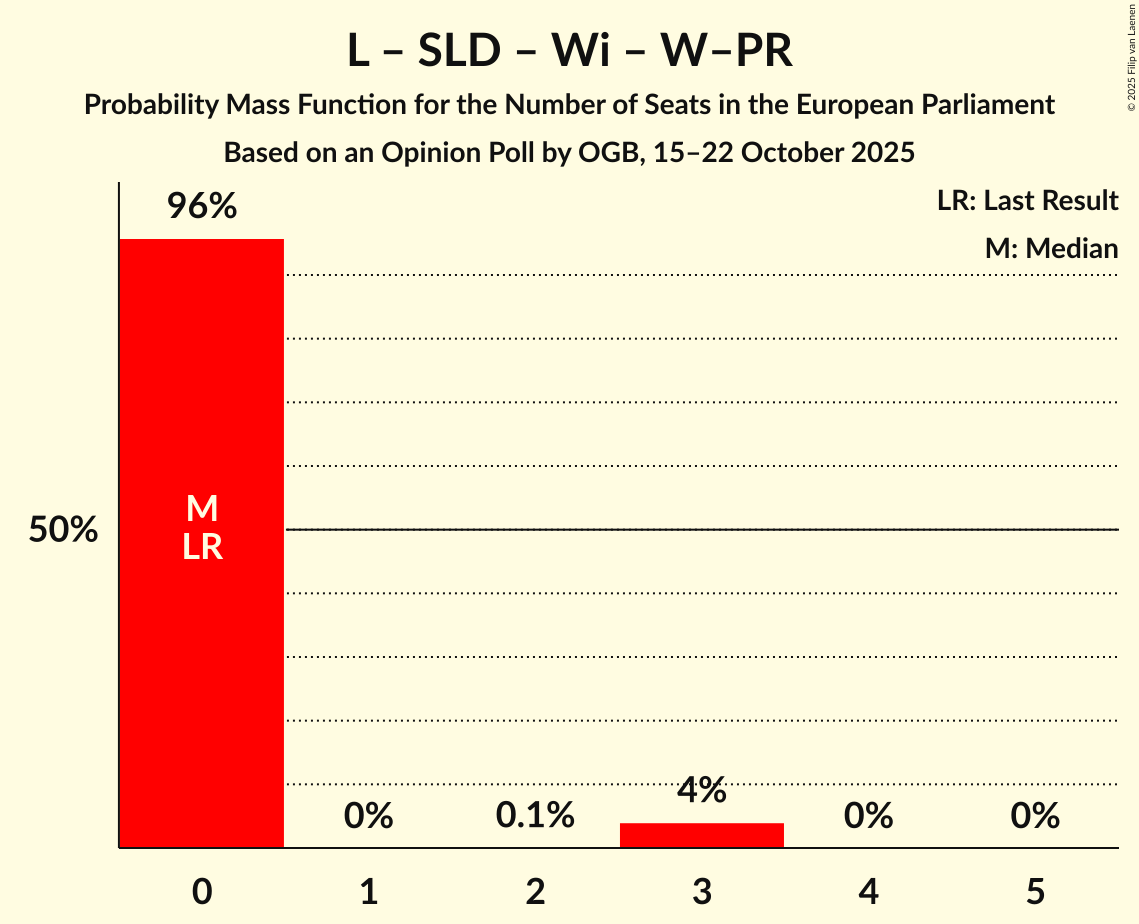 L – SLD – Wi – W–PR
Probability Mass Function for the Number of Seats in the European Parliament
Based on an Opinion Poll by OGB, 15–22 October 2025
© 2025 Filip van Laenen
LR: Last Result
M: Median
96%
50%
M
LR
0%
0.1%
4%
0%
0%
0
1
2
3
4
5